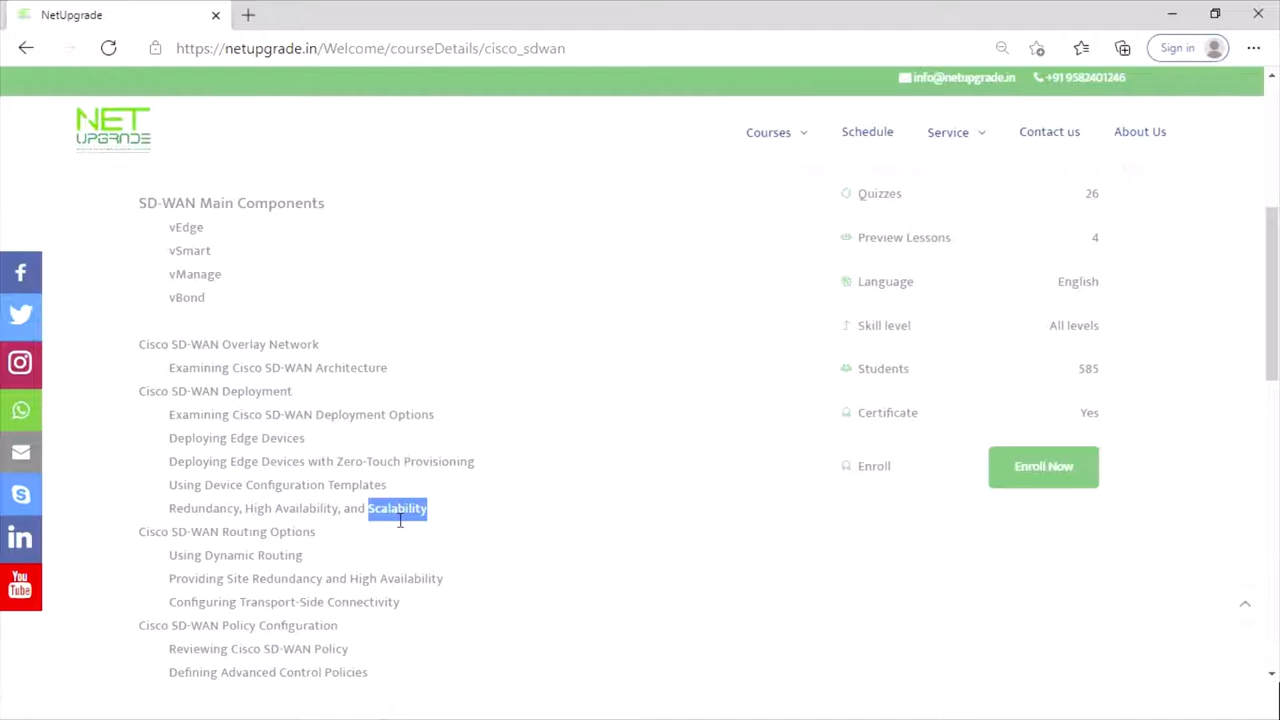 NetUpgrade
https://netupgrade.in/Welcome/courseDetails/cisco_sdwan
Sign in
info@netupgrade.in +91 9582401246
NET
UPGRADE
Courses Schedule Service Contact us About Us
SD-WAN Main Components
vEdge
vSmart
vManage
vBond
Cisco SD-WAN Overlay Network
Examining Cisco SD-WAN Architecture
Cisco SD-WAN Deployment
Examining Cisco SD-WAN Deployment Options
Deploying Edge Devices
Deploying Edge Devices with Zero-Touch Provisioning
Using Device Configuration Templates
Redundancy, High Availability, and Scalability
Cisco SD-WAN Routing Options
Using Dynamic Routing
Providing Site Redundancy and High Availability
Configuring Transport-Side Connectivity
Cisco SD-WAN Policy Configuration
Reviewing Cisco SD-WAN Policy
Defining Advanced Control Policies
Quizzes 26
Preview Lessons 4
Language English
Skill level All levels
Students 585
Certificate Yes
Enroll Enroll Now
You
Tube